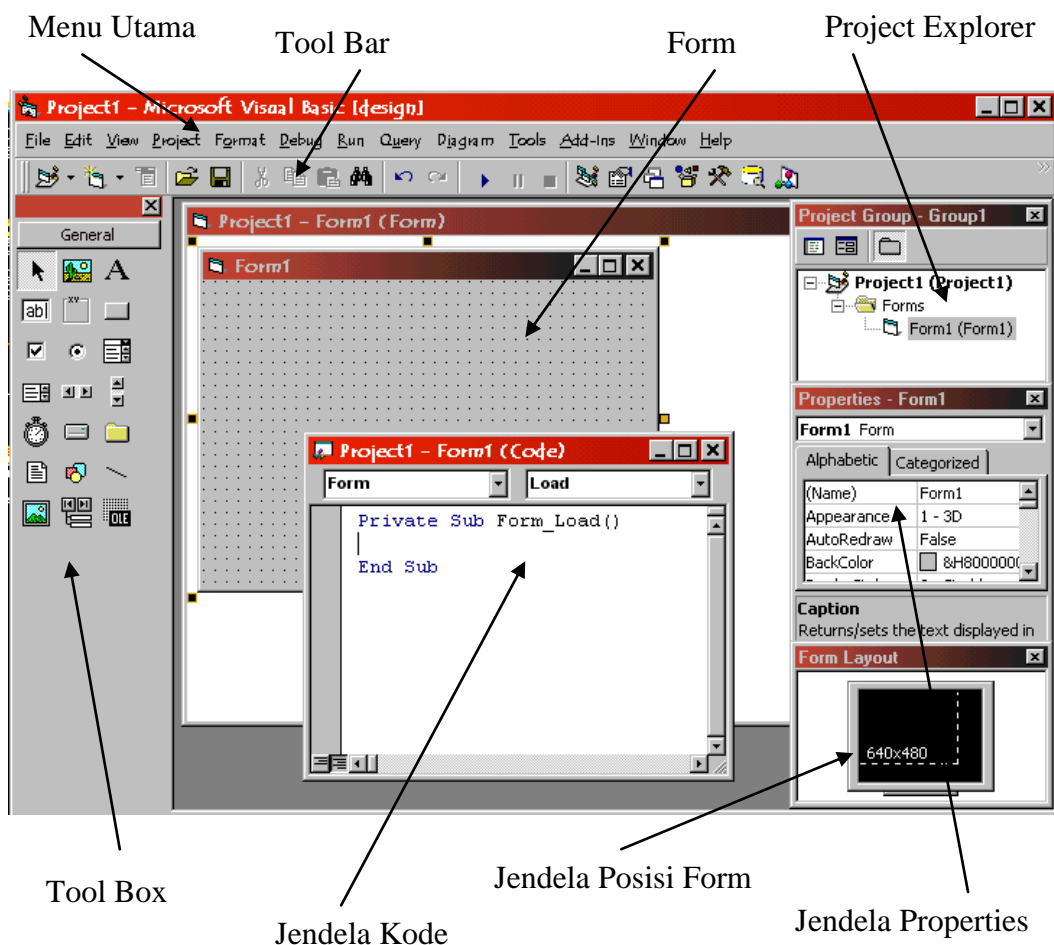 Menu Utama
Tool Bar
Form
Project Explorer
Project1 - Microsoft Visual Basic [design]
File Edit View Project Format Debug Run Query Diagram Tools Add-Ins Window Help
General
A
abl
xv
OLE
Project1 - Form1 (Form)
Form1
Project1 - Form1 (Code)
Form Load
Private Sub Form_Load()
End Sub
Project Group - Group1
Project1 (Project1)
Forms
Form1 (Form1)
Properties - Form1
Form1 Form
Alphabetic Categorized
(Name) Form1
Appearance 1 - 3D
AutoRedraw False
BackColor &H8000000
Caption
Returns/sets the text displayed in
Form Layout
640x480
Tool Box
Jendela Kode
Jendela Posisi Form
Jendela Properties